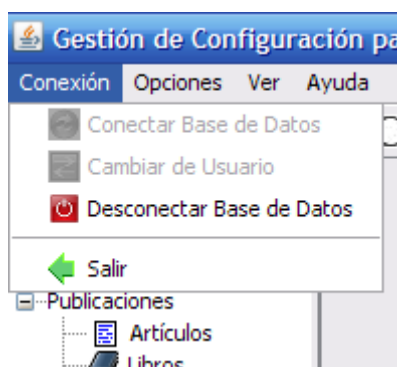 Gestión de Configuración pa
Conexión Opciones Ver Ayuda
Conectar Base de Datos
Cambiar de Usuario
Desconectar Base de Datos
Salir
Publicaciones
Artículos
Libros